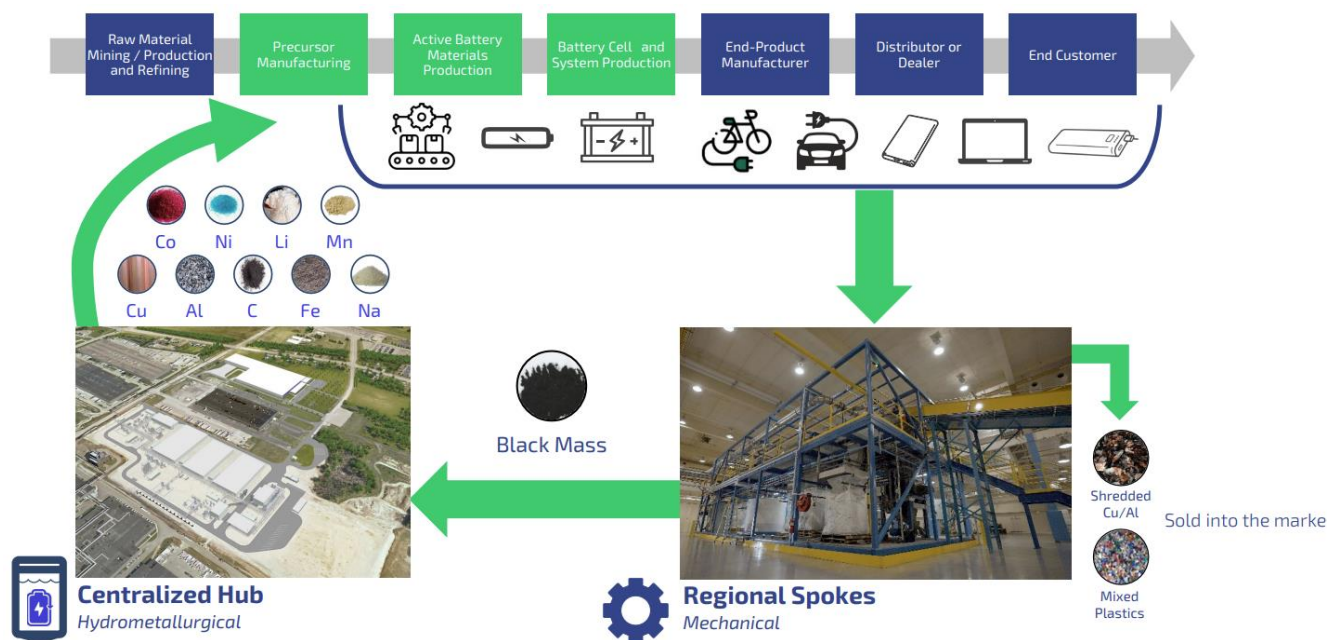 Raw Material
Mining / Production
and Refining
Precursor
Manufacturing
Active Battery
Materials
Production
Battery Cell and
System Production
End-Product
Manufacturer
Distributor or
Dealer
End Customer
Co
Ni
Li
Mn
Cu
Al
C
Fe
Na
Black Mass
Shredded
Cu/Al
Sold into the marke
Mixed
Plastics
Centralized Hub
Hydrometallurgical
Regional Spokes
Mechanical